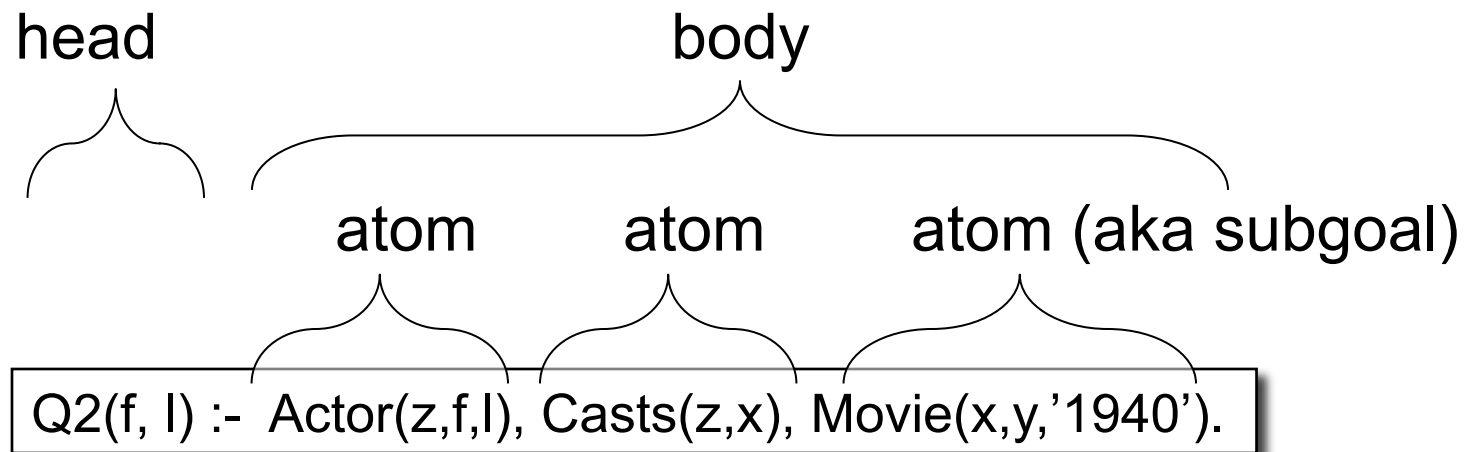 head body
atom atom atom (aka subgoal)
Q2(f, l) :- Actor(z,f,l), Casts(z,x), Movie(x,y,’1940’).